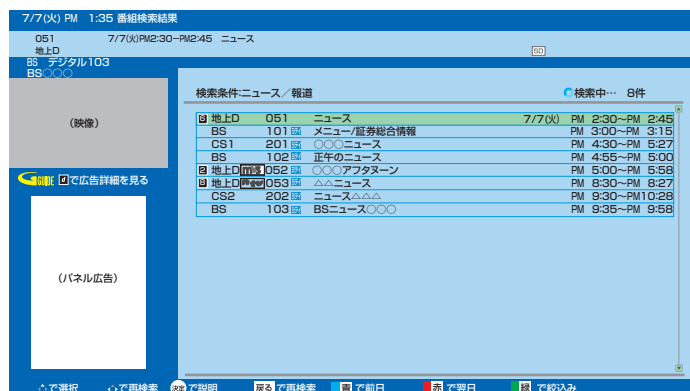 7/7(火) PM 1:35 番組検索結果
051 7/7(火)PM2:30~PM2:45 ニュース
地上D SD
BS デジタル103
BS○○○
検索条件:ニュース/報道 検索中… 8件
(映像)
地上D 051 ニュース 7/7(火) PM 2:30~PM 2:45
BS 101 メニュー/証券総合情報 PM 3:00~PM 3:15
CS1 201 ○○○ニュース PM 4:30~PM 5:27
BS 102 正午のニュース PM 4:55~PM 5:00
2 地上D 052 ○○○アフタヌーン PM 5:00~PM 5:58
地上D 053 △△ニュース PM 8:30~PM 8:27
CS2 202 ニュース△△△ PM 9:30~PM10:28
BS 103 BSニュース○○○ PM 9:35~PM 9:58
GGUIDE dで広告詳細を見る
(パネル広告)
で選択 で再検索 決定で説明 戻るで再検索 青で前日 赤で翌日 緑で絞込み